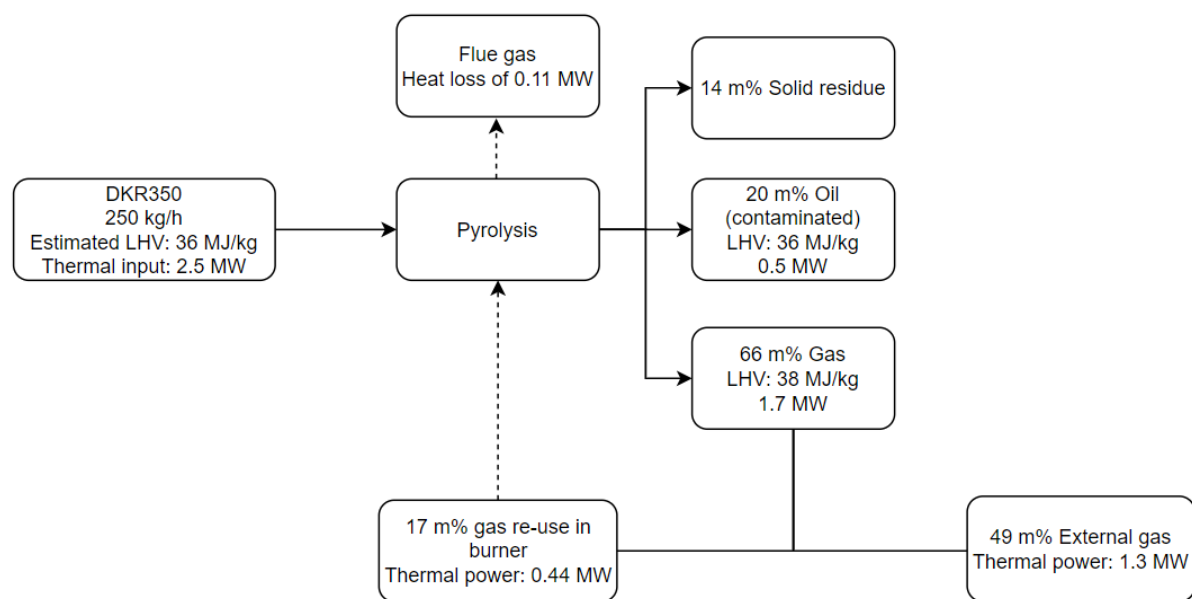 Flue gas
Heat loss of 0.11 MW
14 m% Solid residue
DKR350
250 kg/h
Estimated LHV: 36 MJ/kg
Thermal input: 2.5 MW
Pyrolysis
20 m% Oil
(contaminated)
LHV: 36 MJ/kg
0.5 MW
66 m% Gas
LHV: 38 MJ/kg
1.7 MW
17 m% gas re-use in
burner
Thermal power: 0.44 MW
49 m% External gas
Thermal power: 1.3 MW